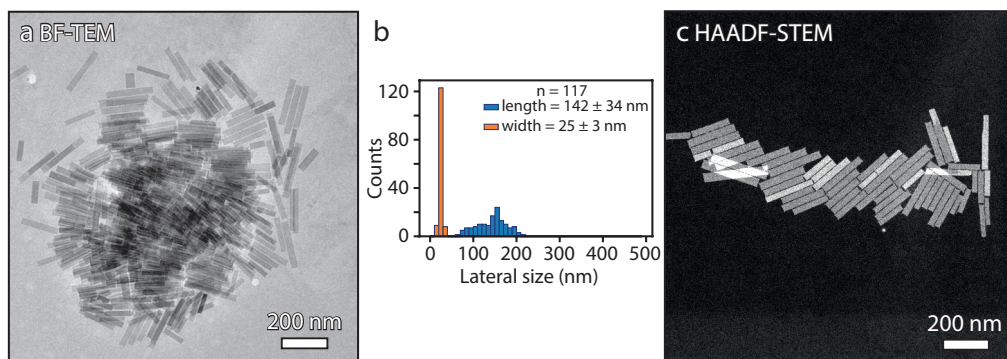 a BF-TEM
200 nm
b
n = 117
length = 142 ± 34 nm
width = 25 ± 3 nm
120
80
40
0
Counts
0 100 200 300 400 500
Lateral size (nm)
c HAADF-STEM
200 nm